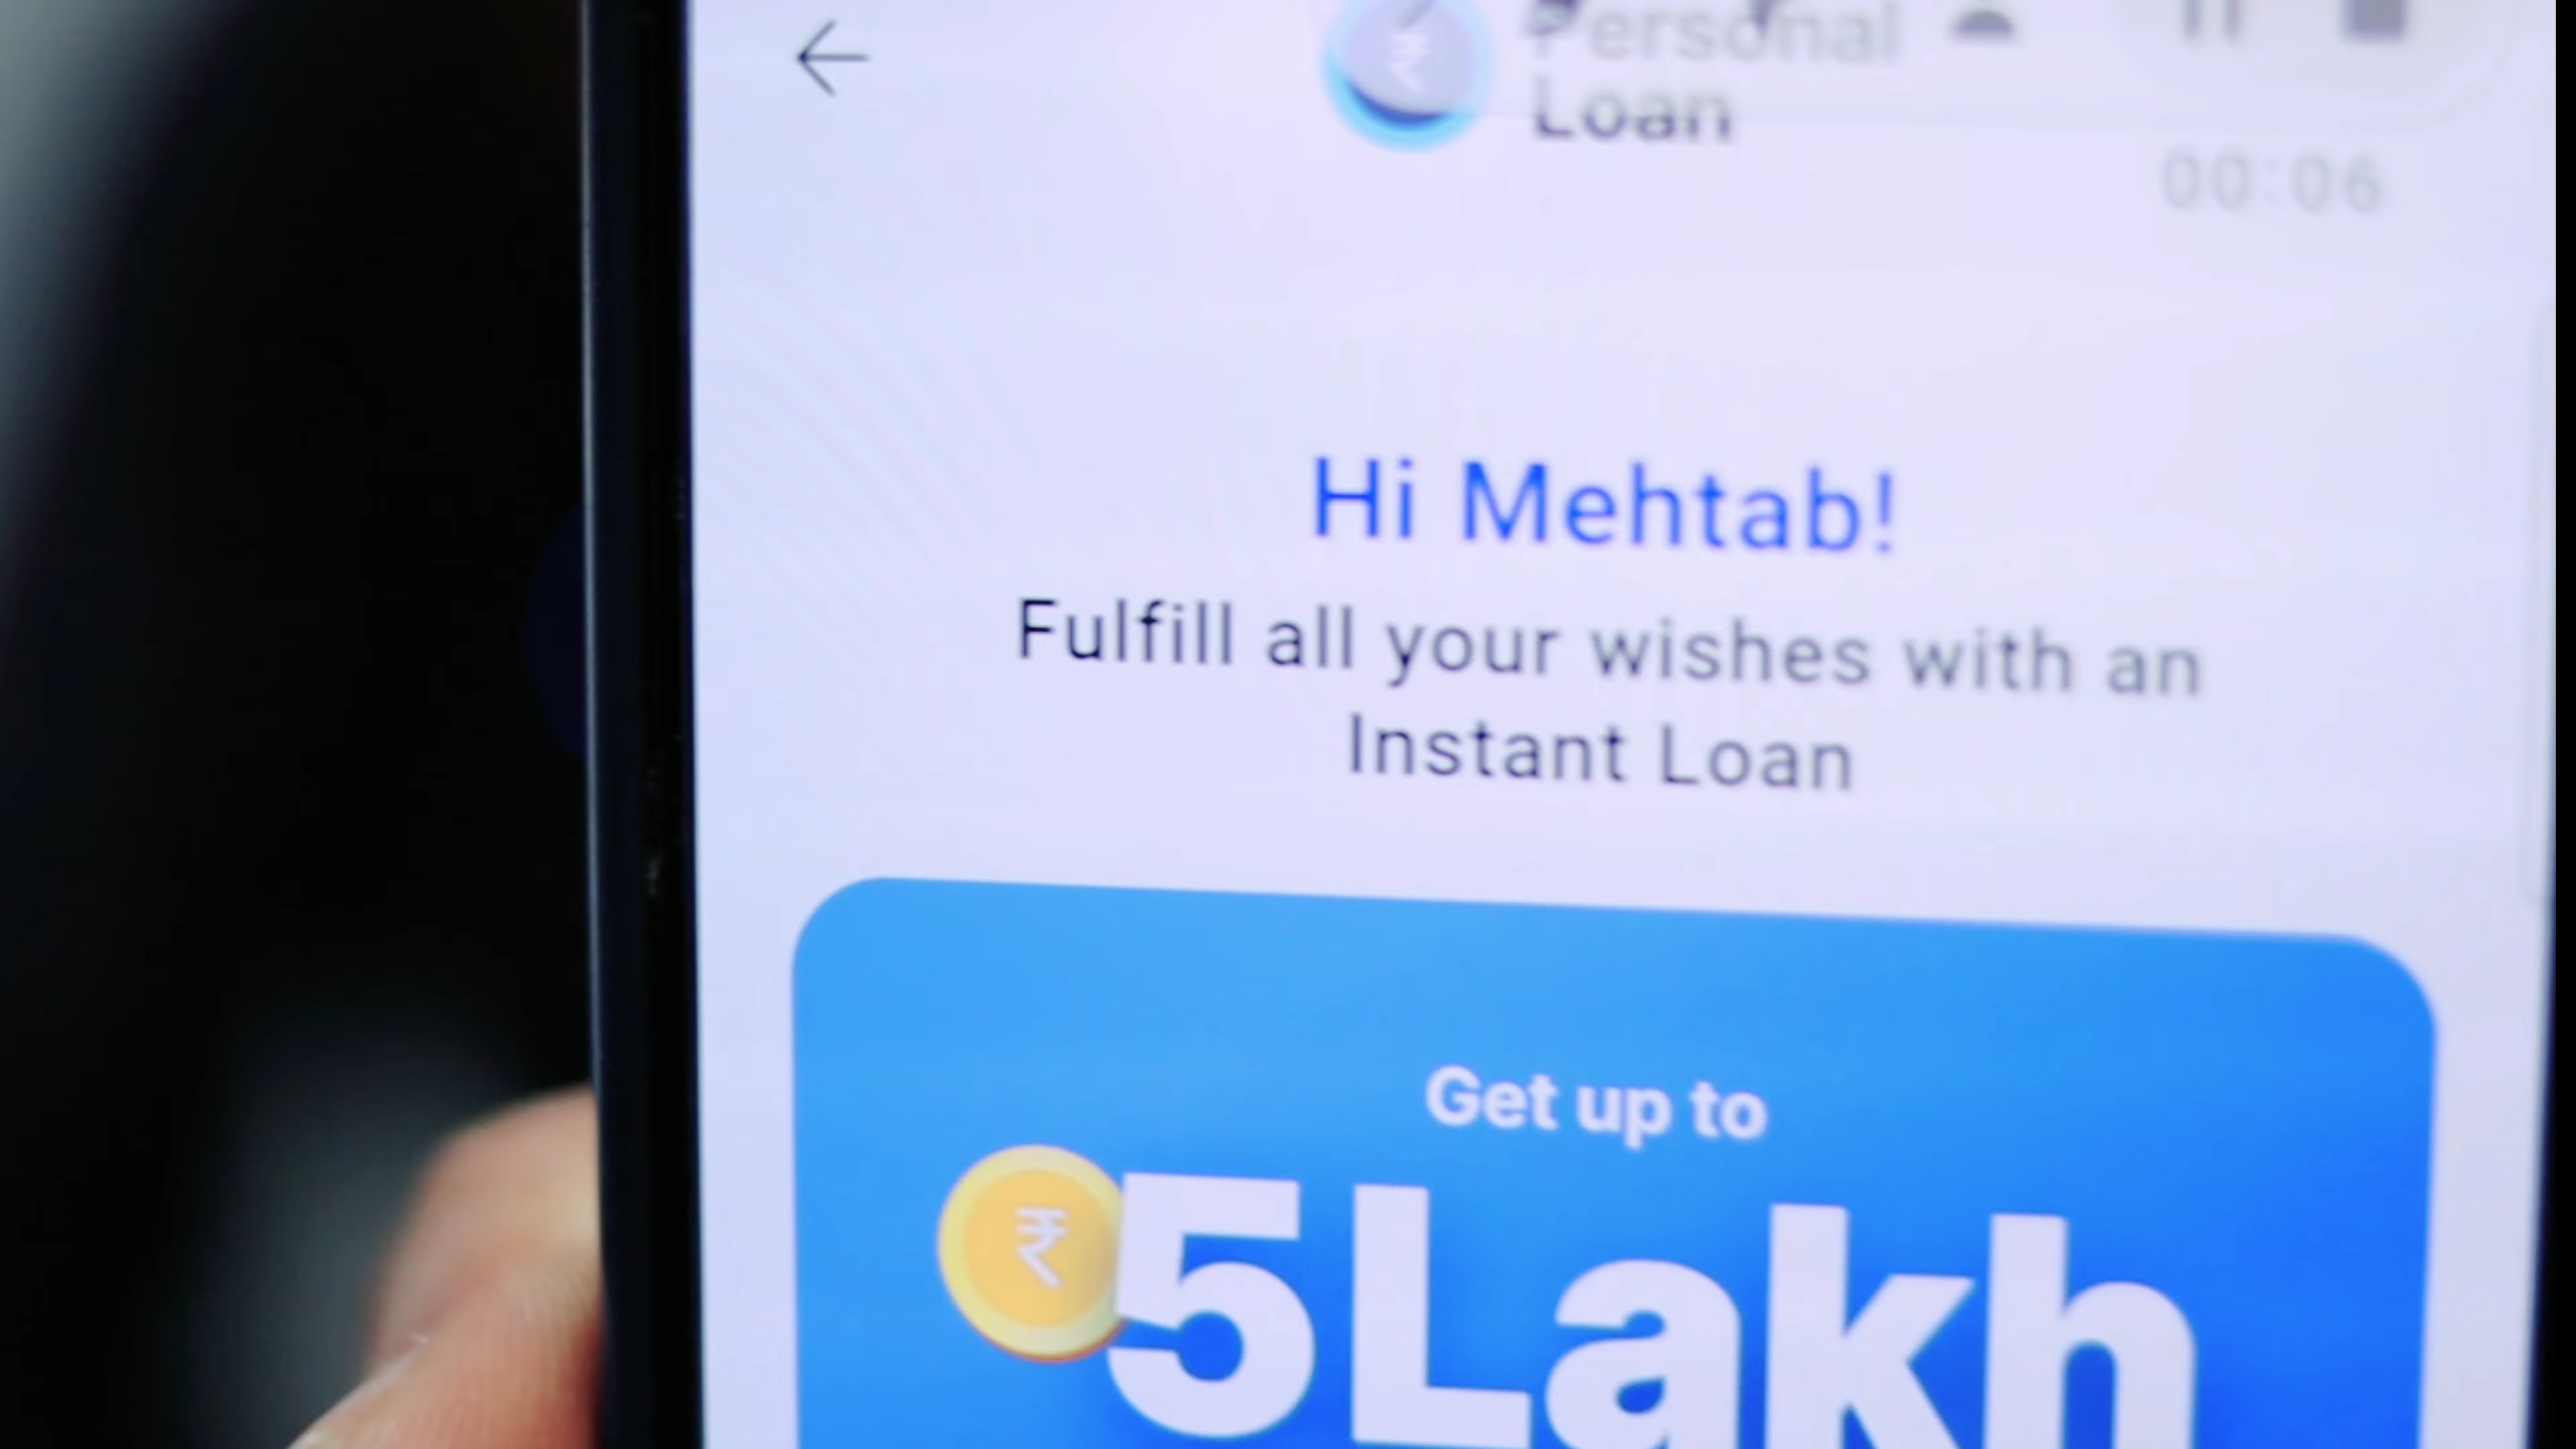 Personal
Loan
00:06
Hi Mehtab!
Fulfill all your wishes with an
Instant Loan
Get up to
₹
5Lakh